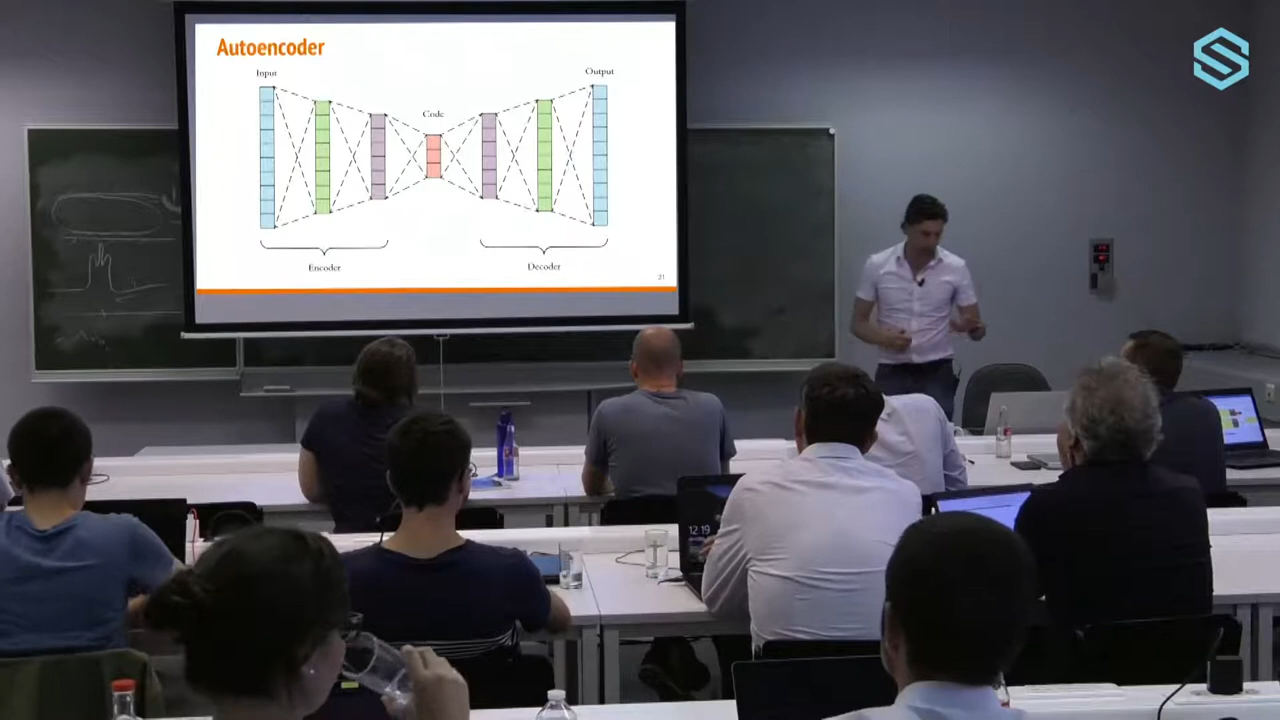 Autoencoder
Input
Output
Code
Encoder
Decoder
21
12:19